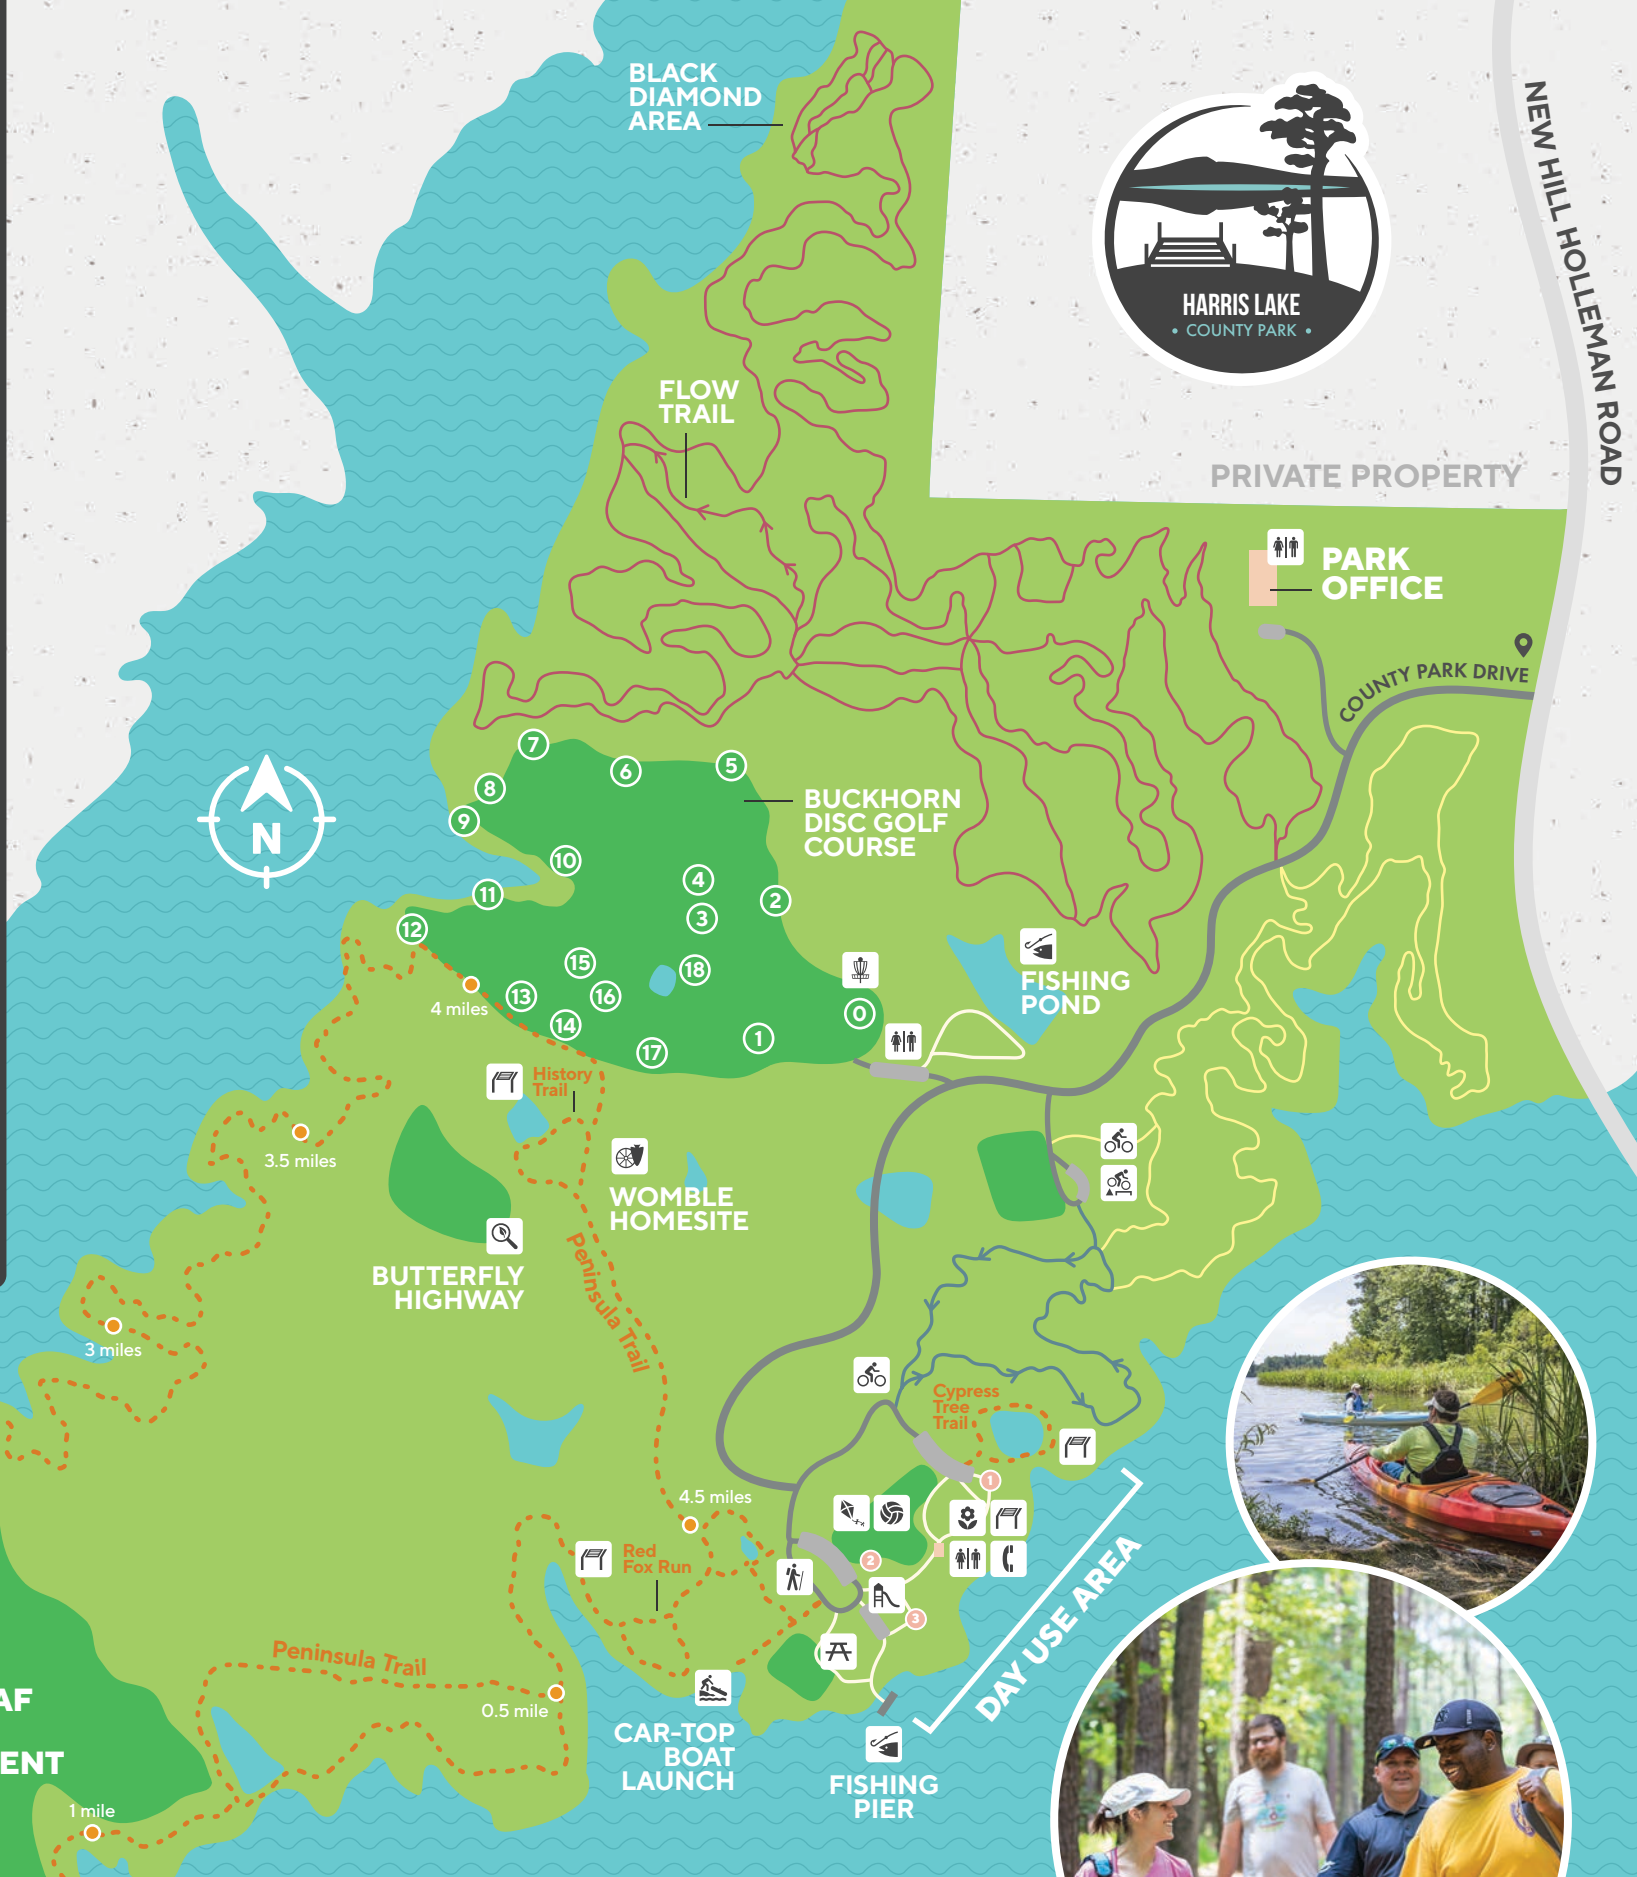 BLACK
DIAMOND
AREA
NEW HILL HOLLEMAN ROAD
HARRIS LAKE
• COUNTY PARK •
FLOW
TRAIL
PRIVATE PROPERTY
PARK
OFFICE
COUNTY PARK DRIVE
7
6
5
8
9
BUCKHORN
DISC GOLF
COURSE
N
10
4
11
2
3
12
15
18
FISHING
POND
4 miles
13
16
0
14
17
1
History
Trail
3.5 miles
WOMBLE
HOMESITE
Peninsula Trail
BUTTERFLY
HIGHWAY
3 miles
Cypress
Tree
Trail
1
4.5 miles
Red
Fox Run
2
3
DAY USE AREA
Peninsula Trail
0.5 mile
AF
ENT
CAR-TOP
BOAT
LAUNCH
FISHING
PIER
1 mile